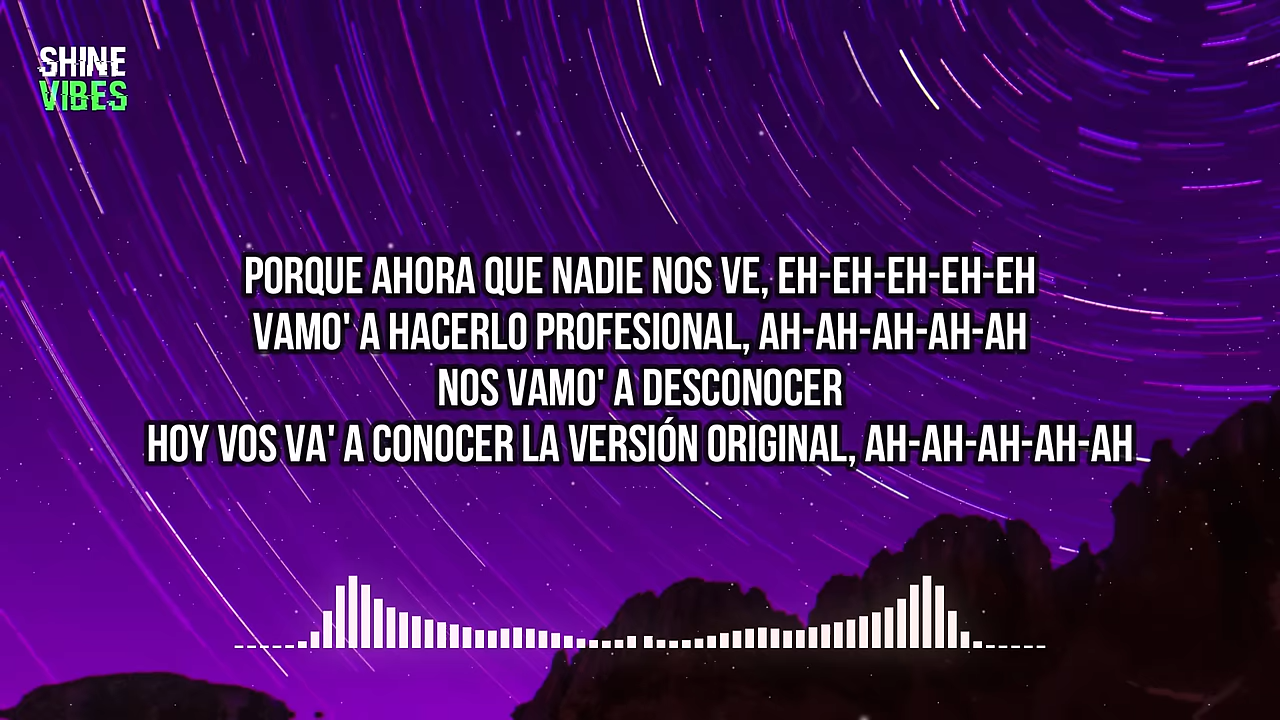 SHINE
VIBES
PORQUE AHORA QUE NADIE NOS VE, EH-EH-EH-EH-EH
VAMO' A HACERLO PROFESIONAL, AH-AH-AH-AH-AH
NOS VAMO' A DESCONOCER
HOY VOS VA' A CONOCER LA VERSIÓN ORIGINAL, AH-AH-AH-AH-AH